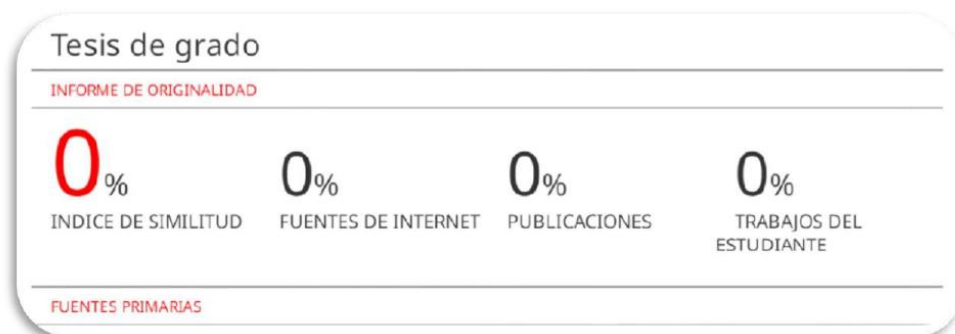 Tesis de grado
INFORME DE ORIGINALIDAD
0% 0% 0% 0%
INDICE DE SIMILITUD FUENTES DE INTERNET PUBLICACIONES TRABAJOS DEL
ESTUDIANTE
FUENTES PRIMARIAS